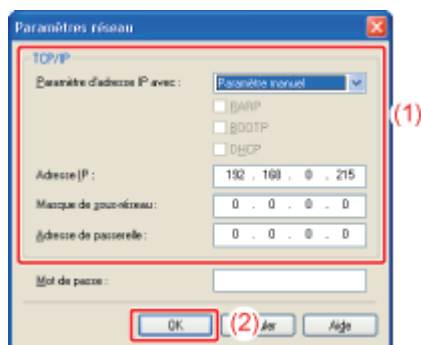 Paramètres réseau
TCP/IP
Paramètre d'adresse IP avec :
Paramètre manuel
RARP
BOOTP
DHCP
(1)
Adresse IP :
192 . 168 . 0 . 215
Masque de sous-réseau :
0 . 0 . 0 . 0
Adresse de passerelle :
0 . 0 . 0 . 0
Mot de passe :
OK
(2)
Aide